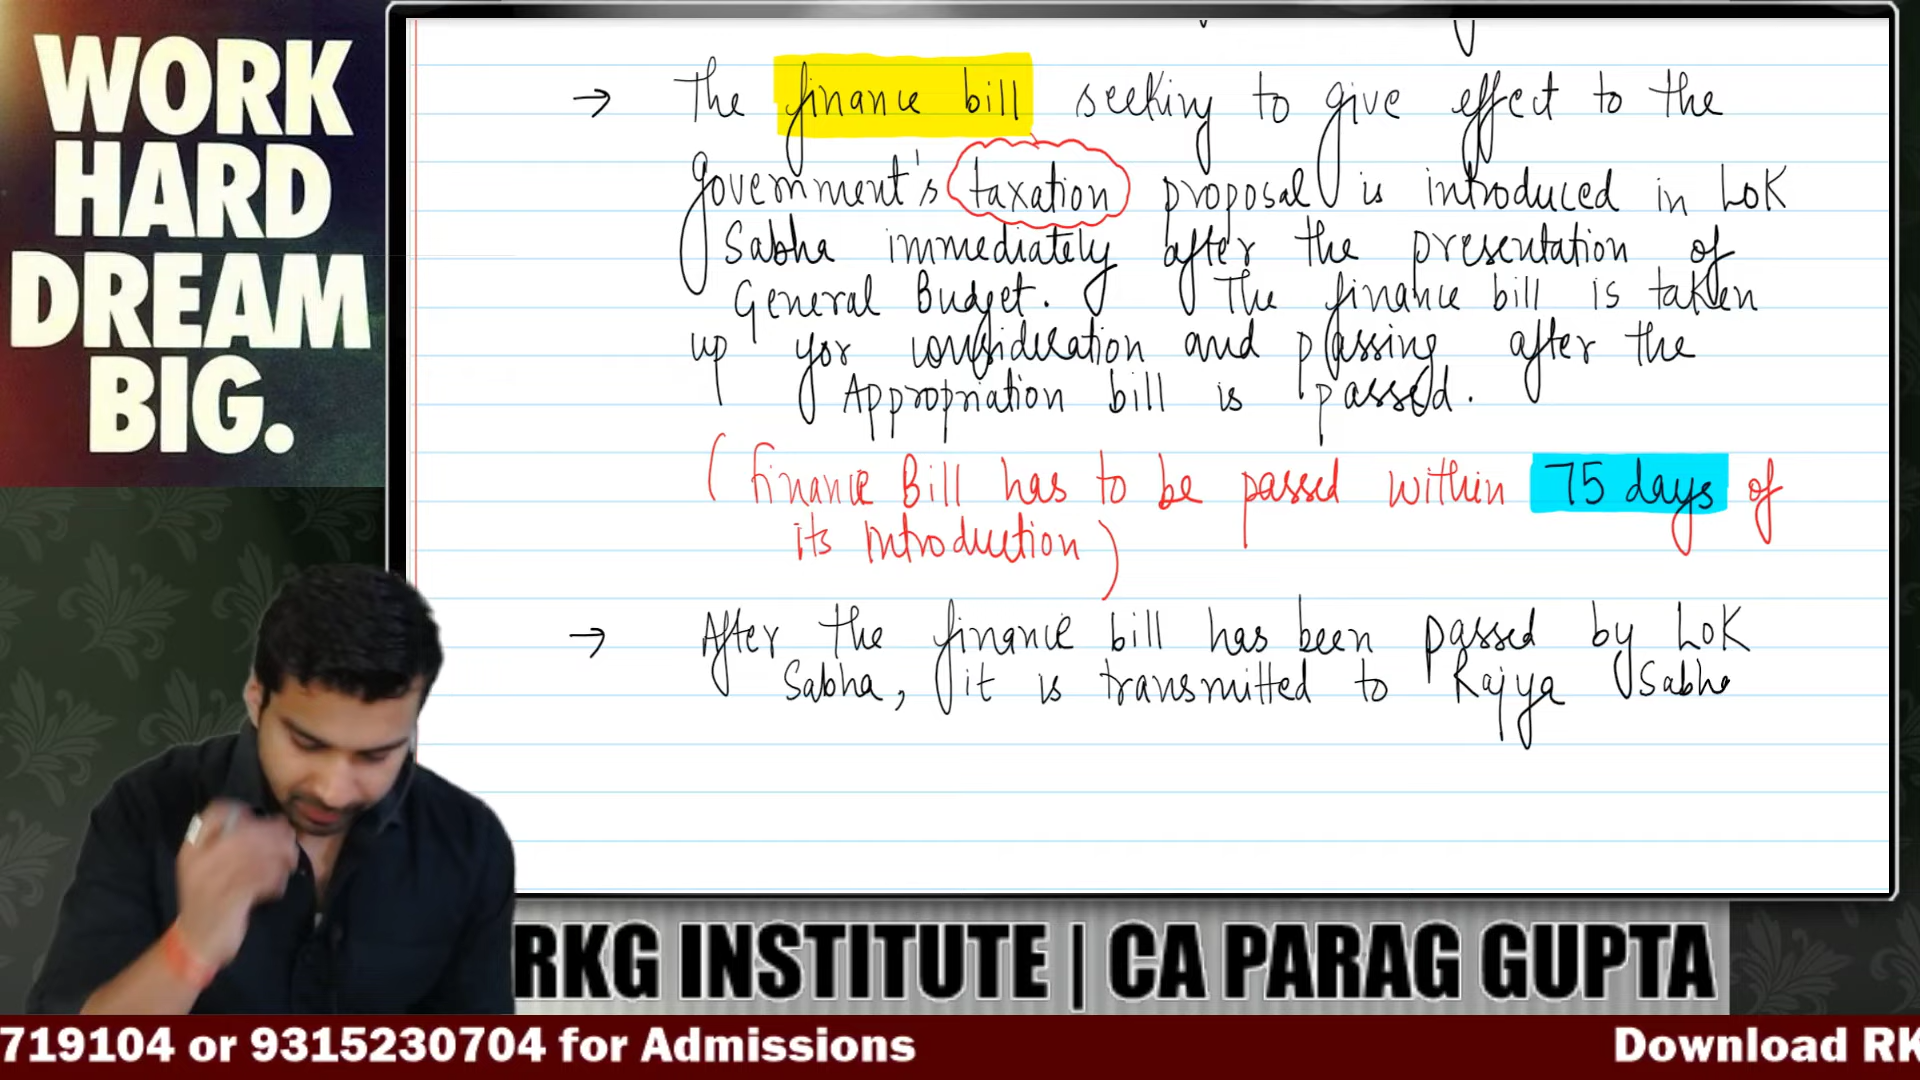 WORK
HARD
DREAM
BIG.
→ The finance bill seeking to give effect to the
government's taxation proposal is introduced in Lok
Sabha immediately after the presentation of
General Budget. The finance bill is taken
up for consideration and passing after the
Appropriation bill is passed.
(Finance Bill has to be passed within 75 days of
its introduction)
→ After the finance bill has been passed by Lok
Sabha, it is transmitted to Rajya Sabha
RKG INSTITUTE | CA PARAG GUPTA
719104 or 9315230704 for Admissions
Download RK